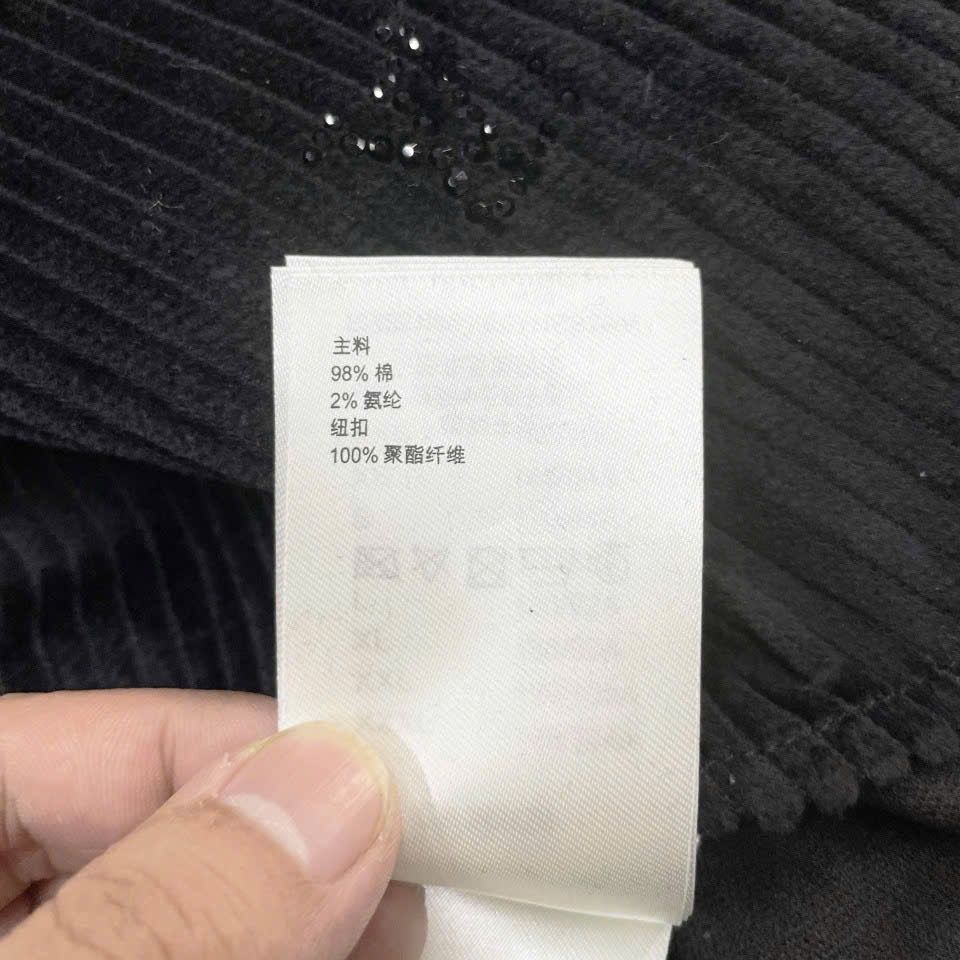 主料
98% 棉
2% 氨纶
纽扣
100% 聚酯纤维